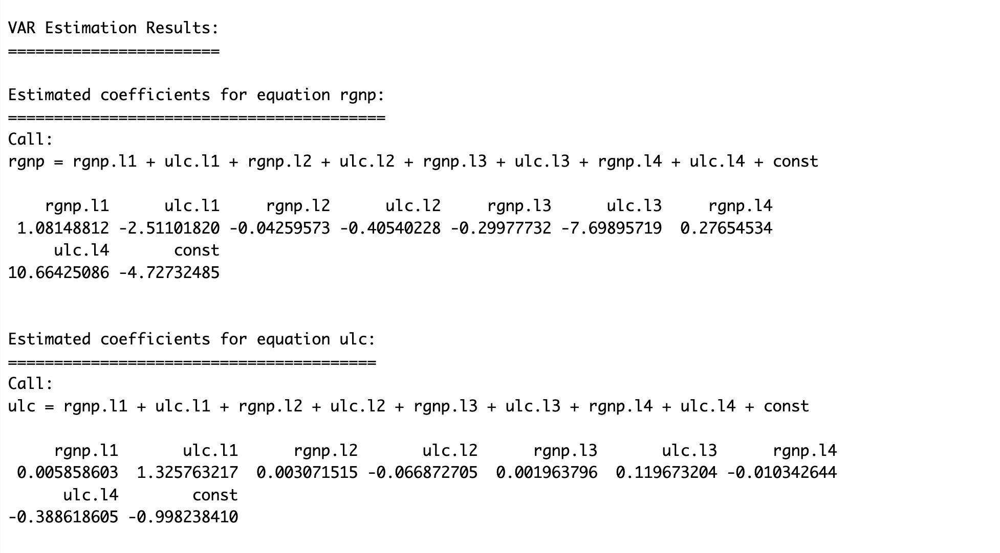 VAR Estimation Results:
=======================
Estimated coefficients for equation rgnp:
=========================================
Call:
rgnp = rgnp.l1 + ulc.l1 + rgnp.l2 + ulc.l2 + rgnp.l3 + ulc.l3 + rgnp.l4 + ulc.l4 + const
rgnp.l1 ulc.l1 rgnp.l2 ulc.l2 rgnp.l3 ulc.l3 rgnp.l4
1.08148812 -2.51101820 -0.04259573 -0.40540228 -0.29977732 -7.69895719 0.27654534
ulc.l4 const
10.66425086 -4.72732485
Estimated coefficients for equation ulc:
========================================
Call:
ulc = rgnp.l1 + ulc.l1 + rgnp.l2 + ulc.l2 + rgnp.l3 + ulc.l3 + rgnp.l4 + ulc.l4 + const
rgnp.l1 ulc.l1 rgnp.l2 ulc.l2 rgnp.l3 ulc.l3 rgnp.l4
0.005858603 1.325763217 0.003071515 -0.066872705 0.001963796 0.119673204 -0.010342644
ulc.l4 const
-0.388618605 -0.998238410